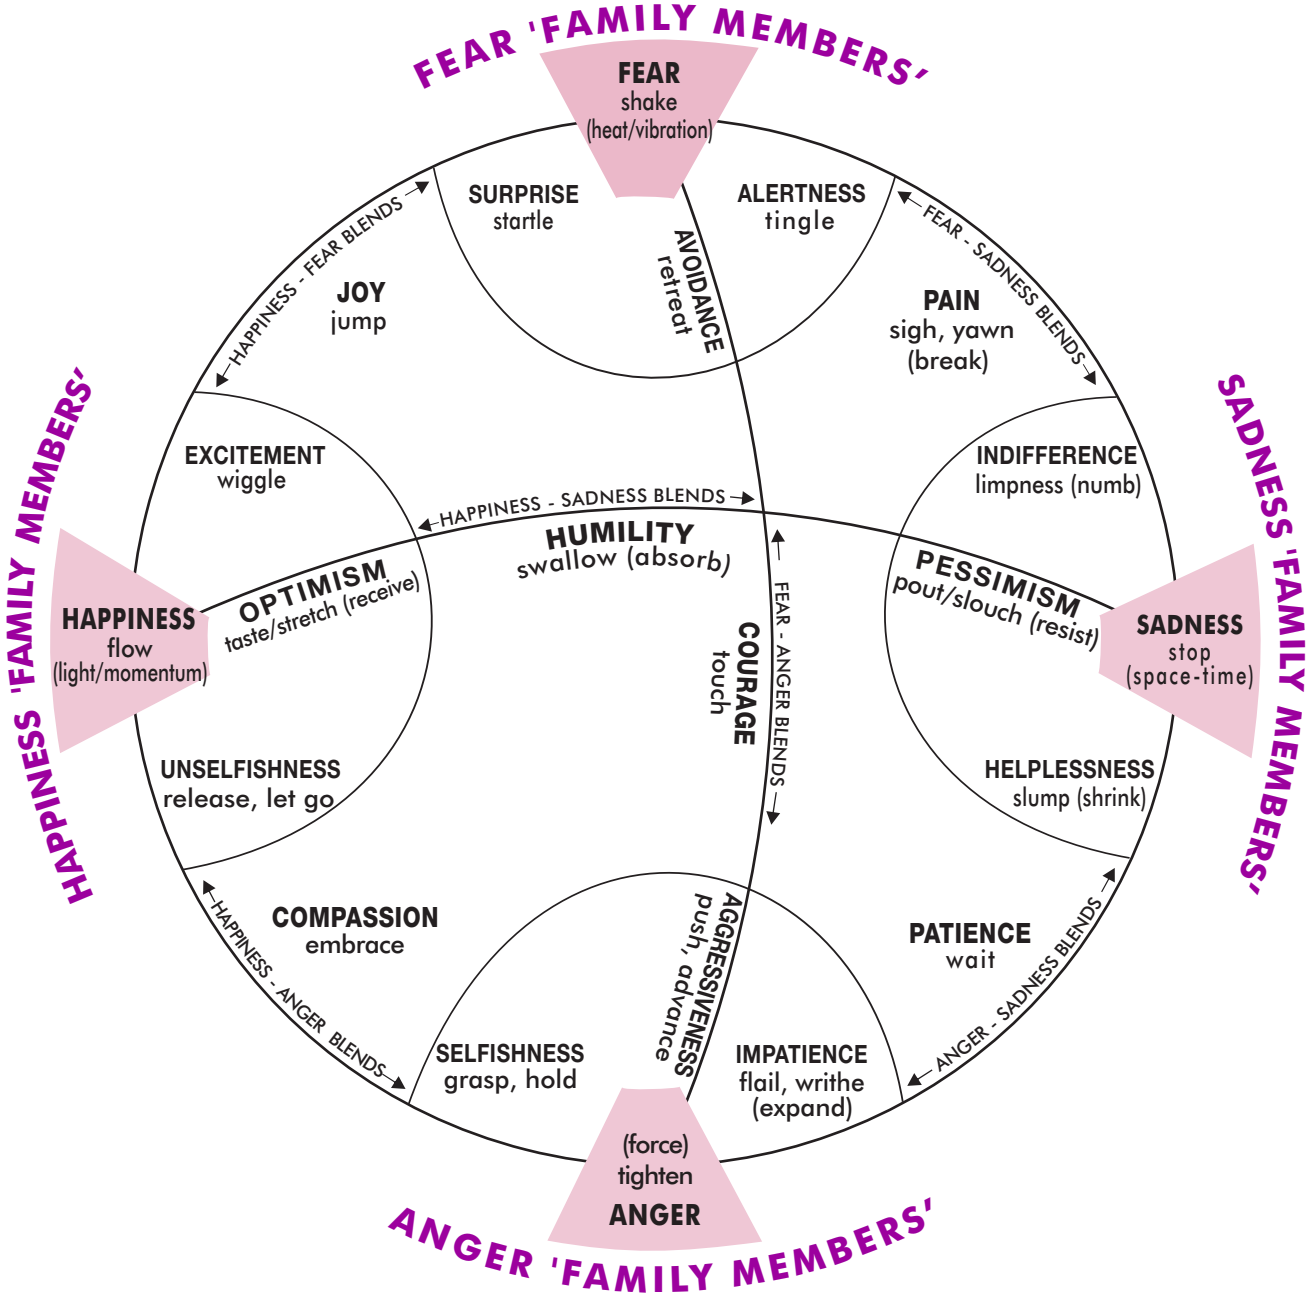 FEAR 'FAMILY MEMBERS'
FEAR
shake
(heat/vibration)
SURPRISE
startle
ALERTNESS
tingle
AVOIDANCE
retreat
HAPPINESS - FEAR BLENDS
FEAR - SADNESS BLENDS
JOY
jump
PAIN
sigh, yawn
(break)
HAPPINESS 'FAMILY MEMBERS'
SADNESS 'FAMILY MEMBERS'
EXCITEMENT
wiggle
INDIFFERENCE
limpness (numb)
HAPPINESS - SADNESS BLENDS
HUMILITY
swallow (absorb)
OPTIMISM
taste/stretch (receive)
PESSIMISM
pout/slouch (resist)
HAPPINESS
flow
(light/momentum)
SADNESS
stop
(space-time)
FEAR - ANGER BLENDS
COURAGE
touch
UNSELFISHNESS
release, let go
HELPLESSNESS
slump (shrink)
COMPASSION
embrace
PATIENCE
wait
HAPPINESS - ANGER BLENDS
ANGER - SADNESS BLENDS
AGGRESSIVENESS
push, advance
SELFISHNESS
grasp, hold
IMPATIENCE
flail, writhe
(expand)
(force)
tighten
ANGER
ANGER 'FAMILY MEMBERS'